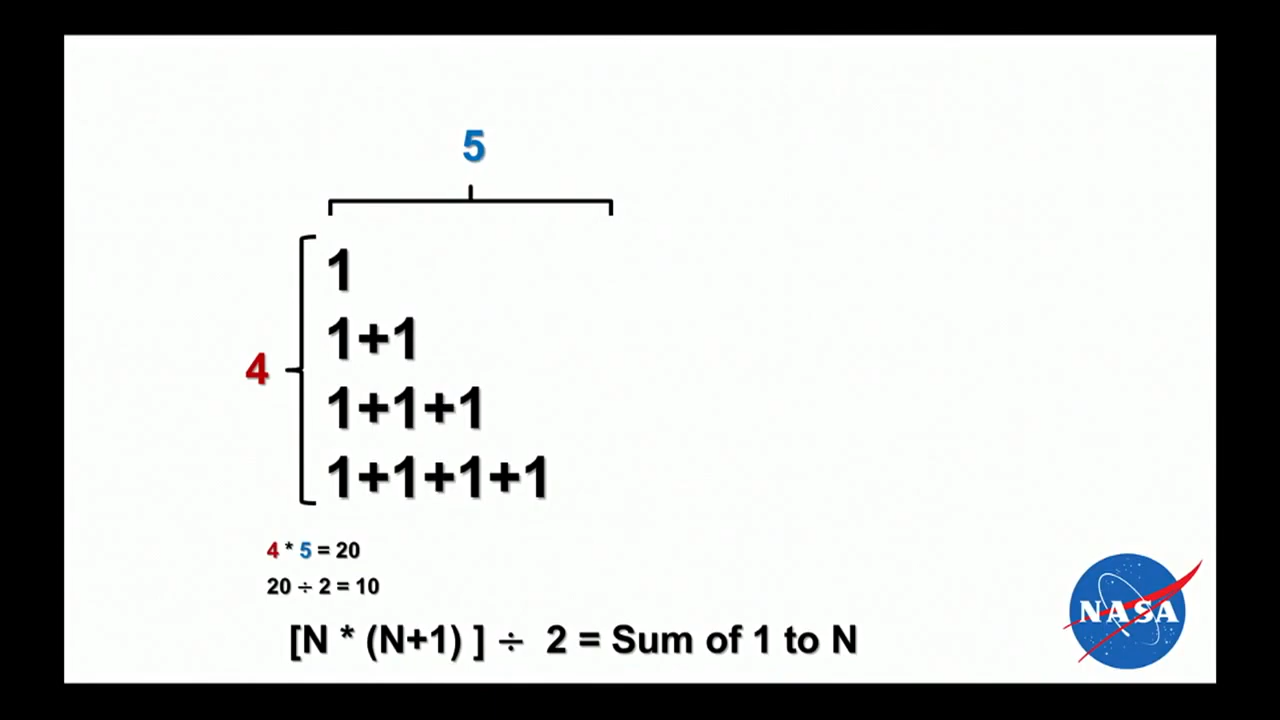 5
1
1+1
4
1+1+1
1+1+1+1
4 * 5 = 20
20 ÷ 2 = 10
[N * (N+1) ] ÷ 2 = Sum of 1 to N
NASA